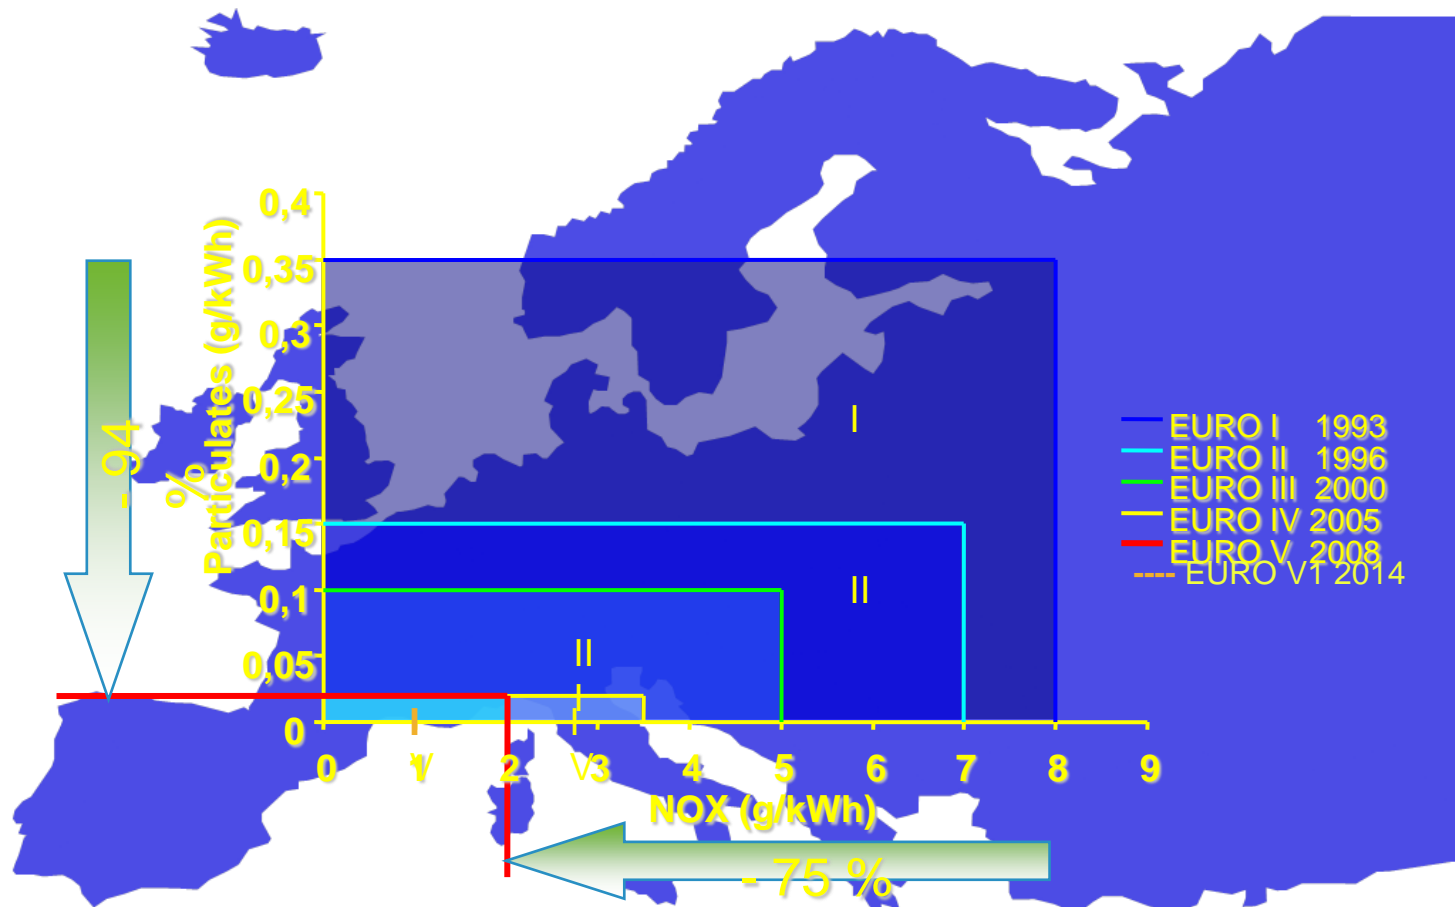 0,4
0,35
0,3
0,25
0,2
0,15
0,1
0,05
0
Particulates (g/kWh)
- 94
%
I
II
II
I
I
V
V
0 1 2 3 4 5 6 7 8 9
NOX (g/kWh)
- 75 %
EURO I 1993
EURO II 1996
EURO III 2000
EURO IV 2005
EURO V 2008
EURO V1 2014